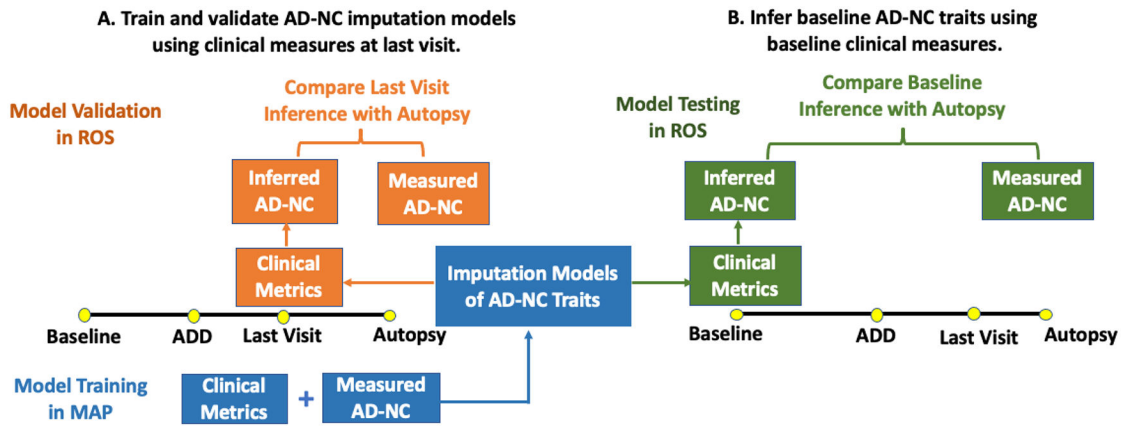 A. Train and validate AD-NC imputation models
using clinical measures at last visit.
Model Validation
in ROS
Compare Last Visit
Inference with Autopsy
Inferred
AD-NC
Measured
AD-NC
Clinical
Metrics
Baseline
ADD
Last Visit
Autopsy
Model Training
in MAP
Clinical
Metrics
+
Measured
AD-NC
Imputation Models
of AD-NC Traits
B. Infer baseline AD-NC traits using
baseline clinical measures.
Model Testing
in ROS
Compare Baseline
Inference with Autopsy
Inferred
AD-NC
Measured
AD-NC
Clinical
Metrics
Baseline
ADD
Last Visit
Autopsy